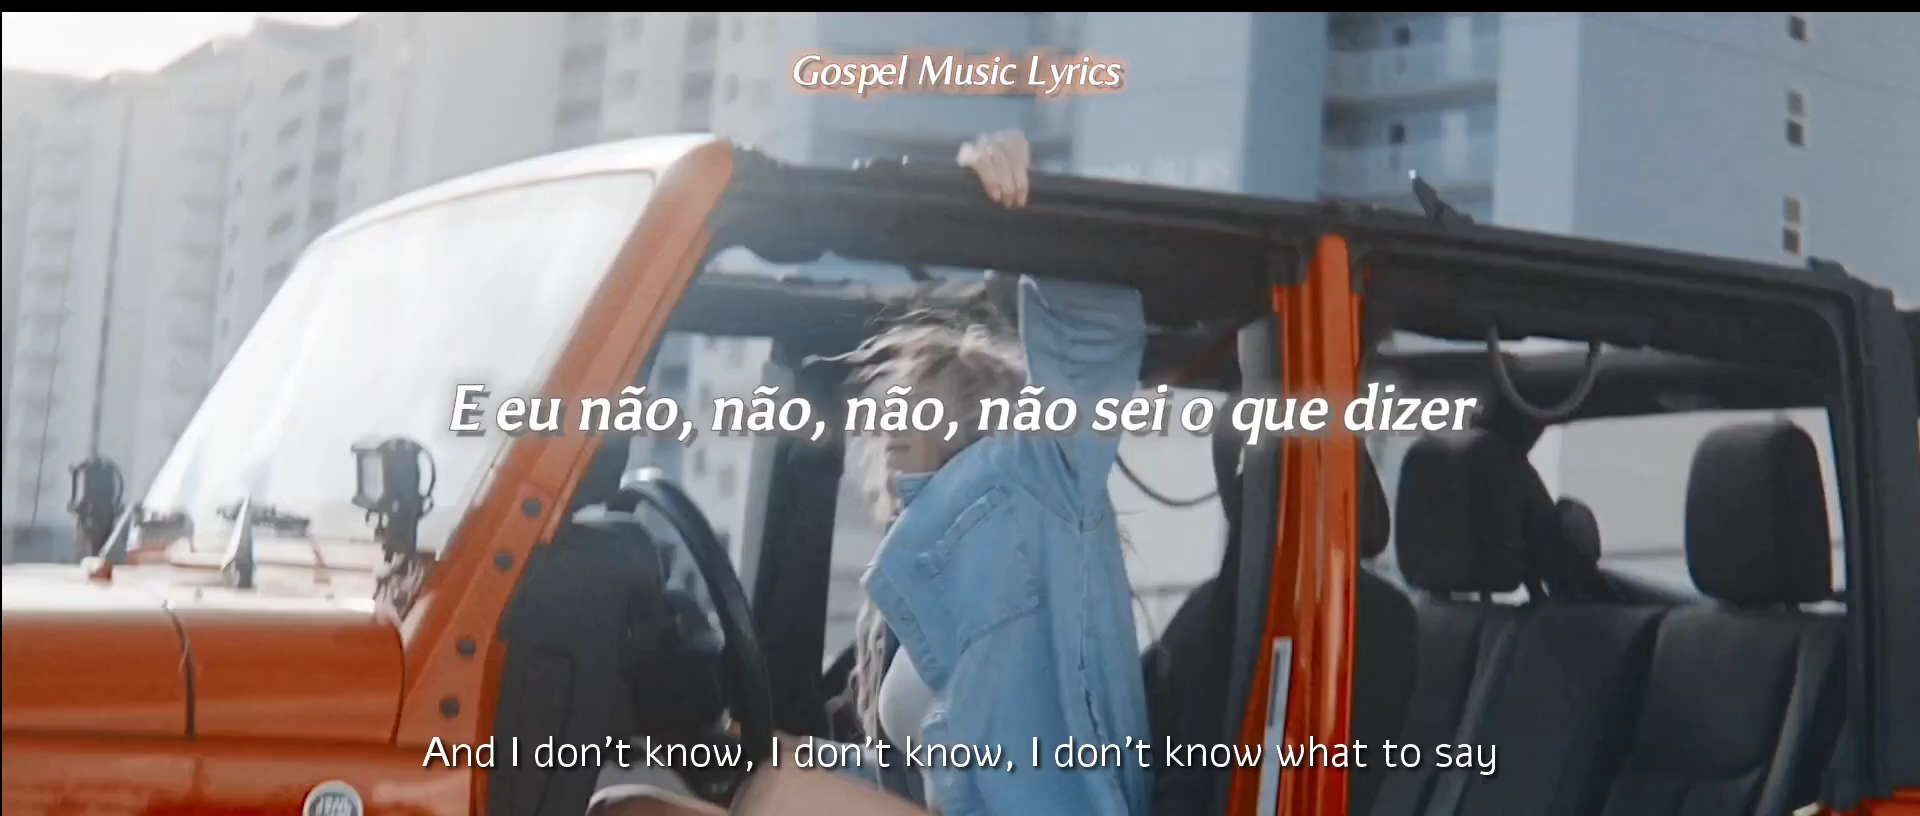 Gospel Music Lyrics
E eu não, não, não, não sei o que dizer
And I don't know, I don't know, I don't know what to say